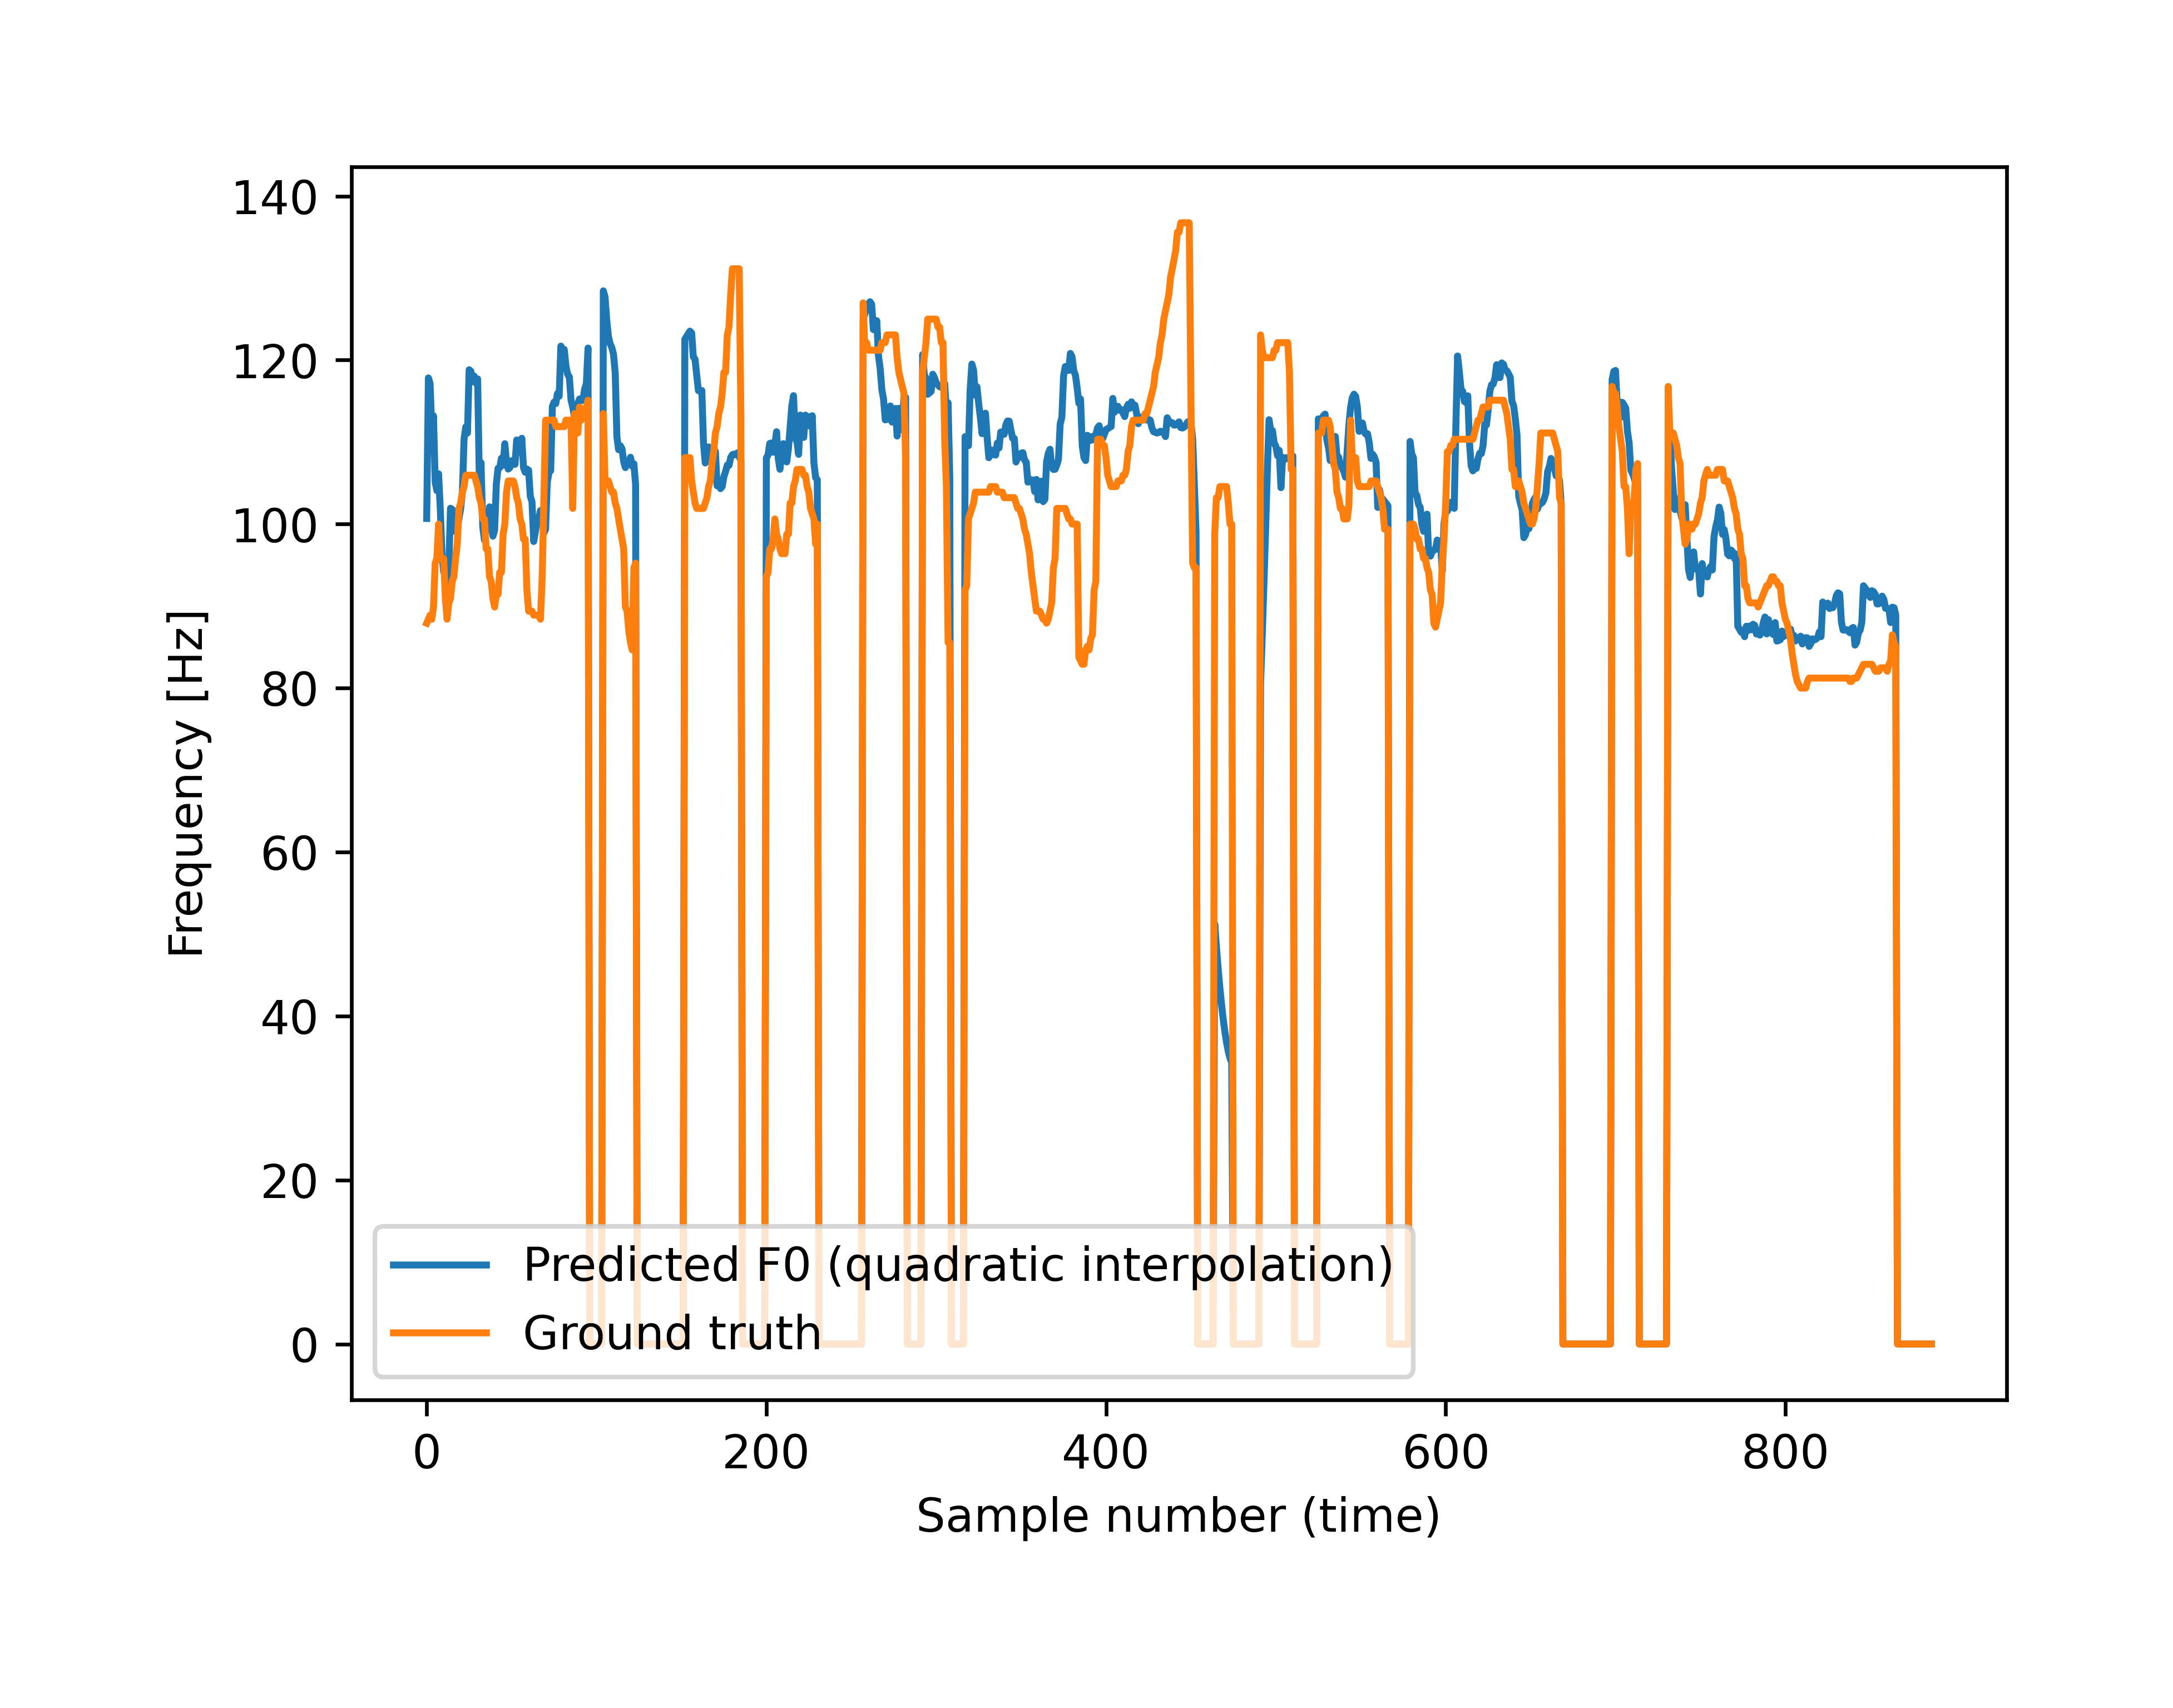 140
120
100
80
60
40
20
0
Frequency [Hz]
Predicted F0 (quadratic interpolation)
Ground truth
0 200 400 600 800
Sample number (time)